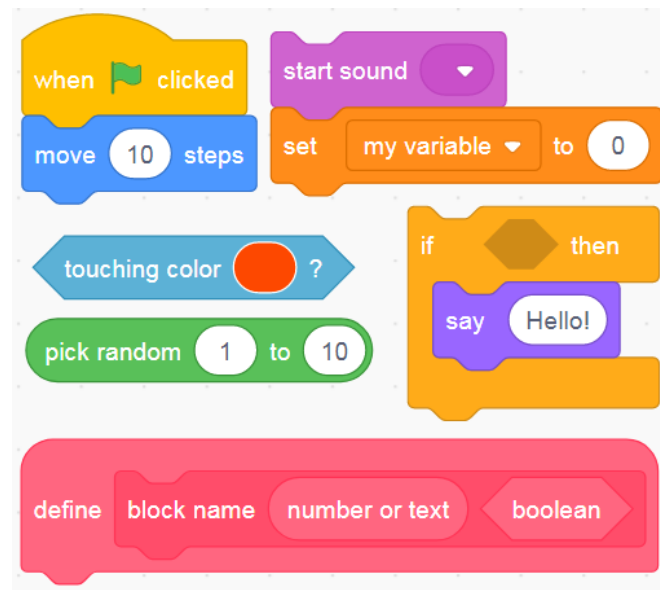 when clicked
move 10 steps
start sound
set my variable to 0
touching color ?
pick random 1 to 10
if then
say Hello!
define block name number or text boolean